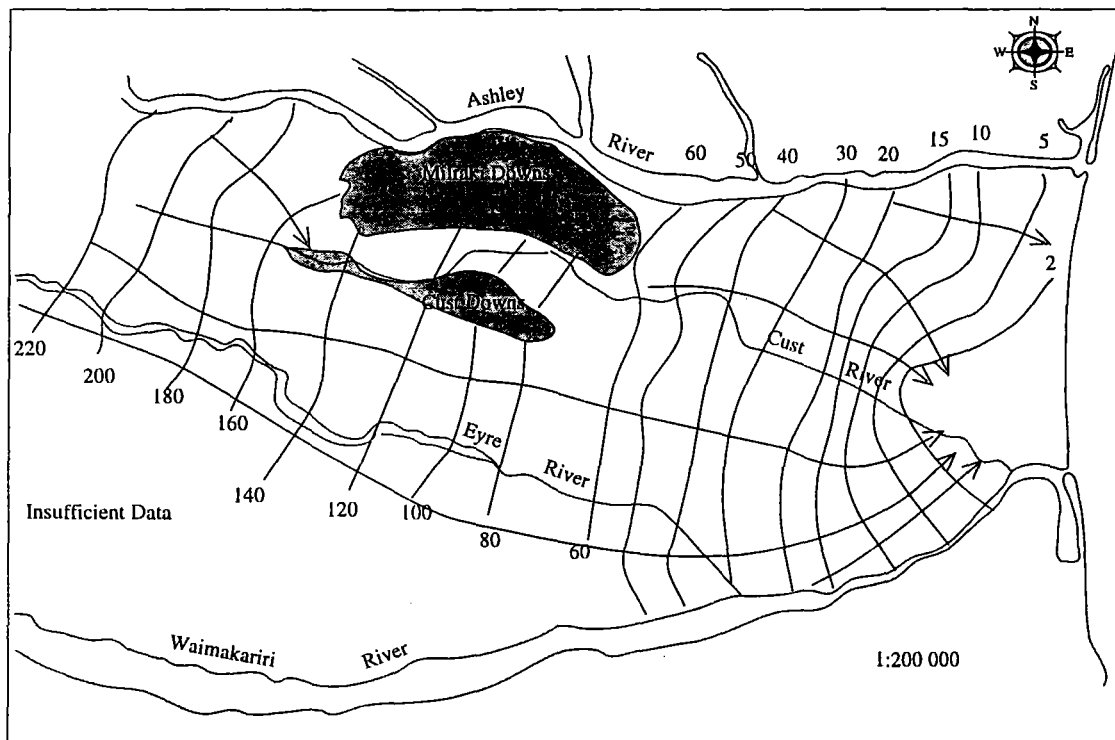 N
W E
S
Ashley
River
60
50
40
30
20
15
10
5
Mairaki Downs
2
Cust Downs
Cust
River
220
200
180
160
Eyre
River
140
120
100
80
60
Insufficient Data
Waimakariri River
1:200 000